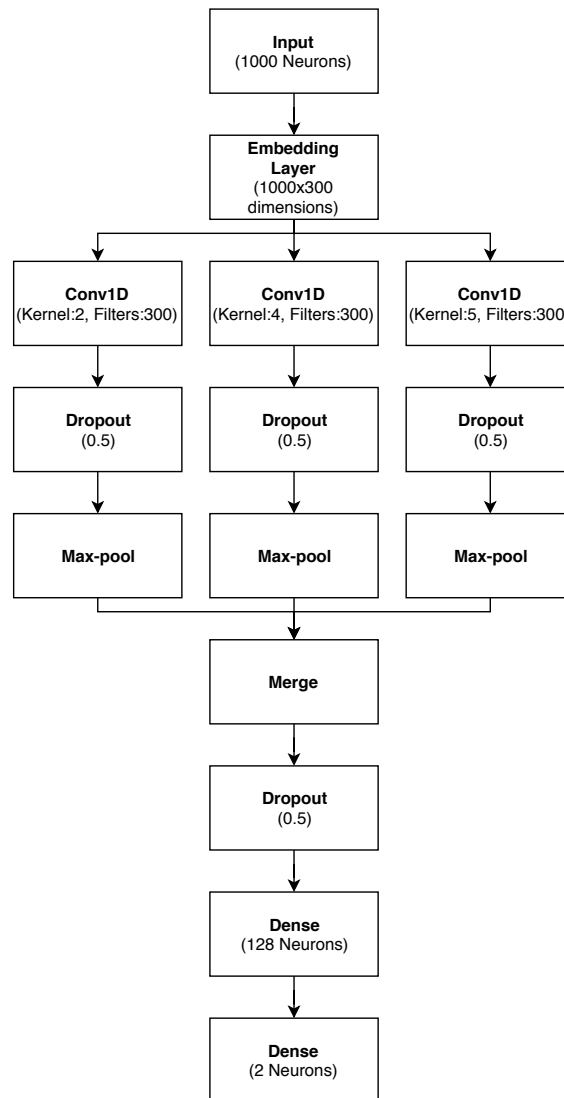 Input
(1000 Neurons)
Embedding
Layer
(1000x300
dimensions)
Conv1D
(Kernel:2, Filters:300)
Conv1D
(Kernel:4, Filters:300)
Conv1D
(Kernel:5, Filters:300)
Dropout
(0.5)
Dropout
(0.5)
Dropout
(0.5)
Max-pool
Max-pool
Max-pool
Merge
Dropout
(0.5)
Dense
(128 Neurons)
Dense
(2 Neurons)